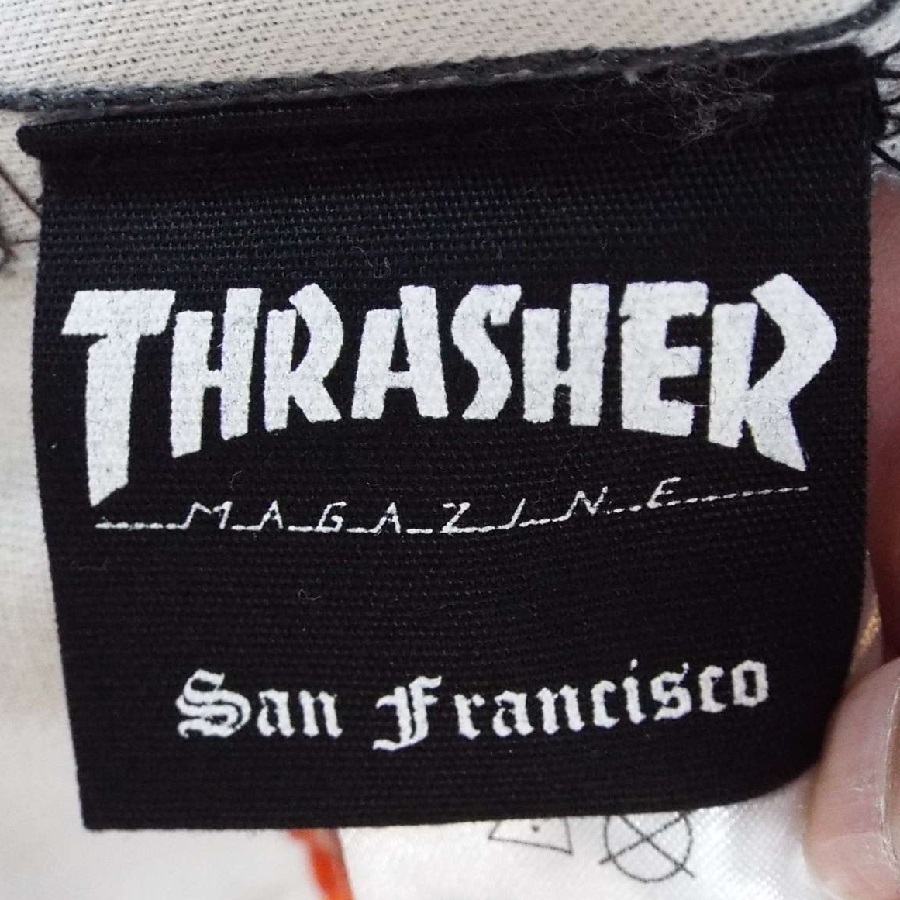 THRASHER
MAGAZINE
San Francisco